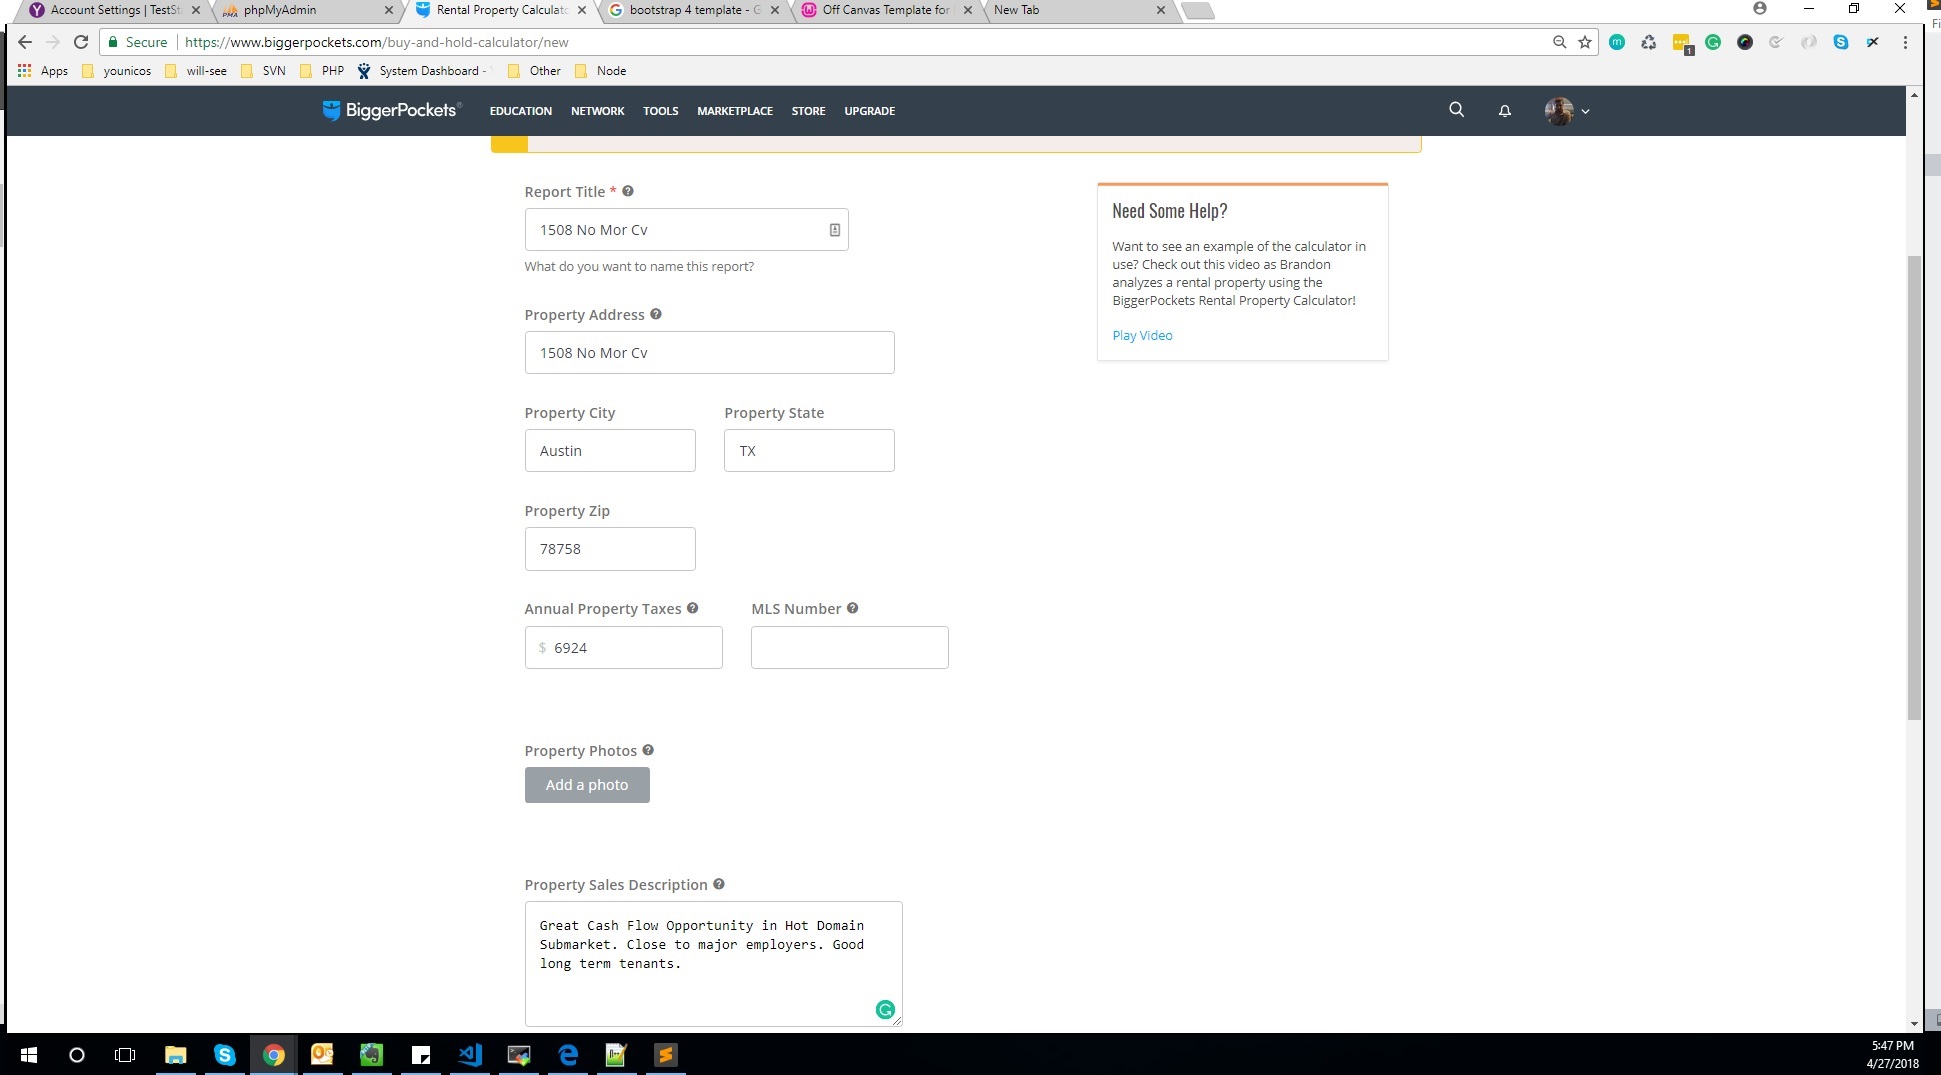 Account Settings | TestSt
phpMyAdmin
Rental Property Calculato
bootstrap 4 template - G
Off Canvas Template for
New Tab
Secure
https://www.biggerpockets.com/buy-and-hold-calculator/new
Apps
younicos
will-see
SVN
PHP
System Dashboard -
Other
Node
BiggerPockets
EDUCATION
NETWORK
TOOLS
MARKETPLACE
STORE
UPGRADE
Report Title *
1508 No Mor Cv
What do you want to name this report?
Need Some Help?
Want to see an example of the calculator in
use? Check out this video as Brandon
analyzes a rental property using the
BiggerPockets Rental Property Calculator!
Play Video
Property Address
1508 No Mor Cv
Property City
Property State
Austin
TX
Property Zip
78758
Annual Property Taxes
MLS Number
$ 6924
Property Photos
Add a photo
Property Sales Description
Great Cash Flow Opportunity in Hot Domain
Submarket. Close to major employers. Good
long term tenants.
5:47 PM
4/27/2018